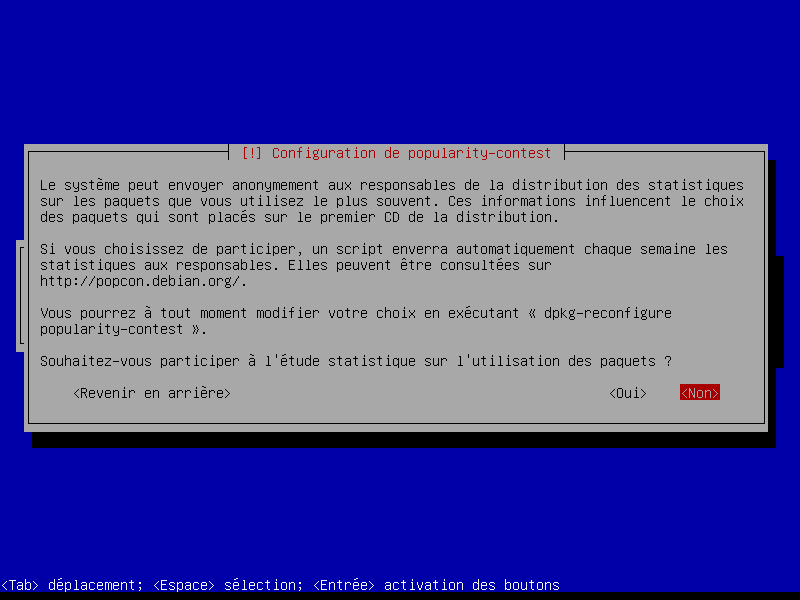 [!] Configuration de popularity-contest
Le système peut envoyer anonymement aux responsables de la distribution des statistiques
sur les paquets que vous utilisez le plus souvent. Ces informations influencent le choix
des paquets qui sont placés sur le premier CD de la distribution.
Si vous choisissez de participer, un script enverra automatiquement chaque semaine les
statistiques aux responsables. Elles peuvent être consultées sur
http://popcon.debian.org/.
Vous pourrez à tout moment modifier votre choix en exécutant « dpkg-reconfigure
popularity-contest ».
Souhaitez-vous participer à l'étude statistique sur l'utilisation des paquets ?
<Revenir en arrière> <Oui> <Non>
<Tab> déplacement; <Espace> sélection; <Entrée> activation des boutons